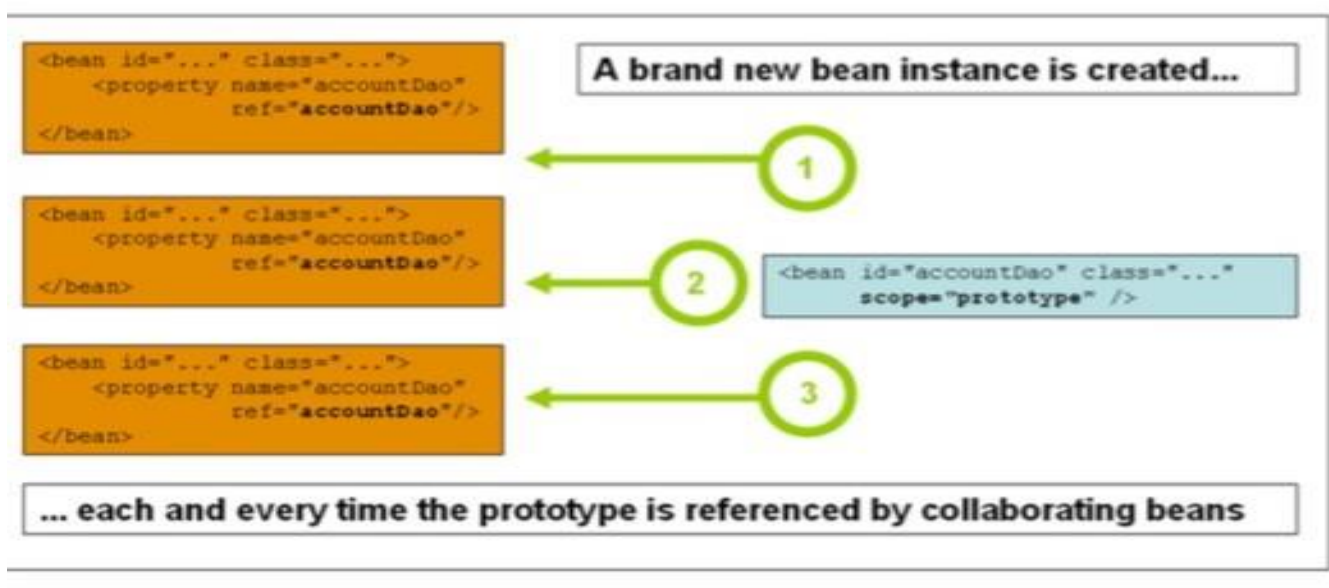 <bean id="..." class="...">
<property name="accountDao"
ref="accountDao"/>
</bean>
A brand new bean instance is created...
1
<bean id="..." class="...">
<property name="accountDao"
ref="accountDao"/>
</bean>
2
<bean id="accountDao" class="..."
scope="prototype" />
<bean id="..." class="...">
<property name="accountDao"
ref="accountDao"/>
</bean>
3
... each and every time the prototype is referenced by collaborating beans